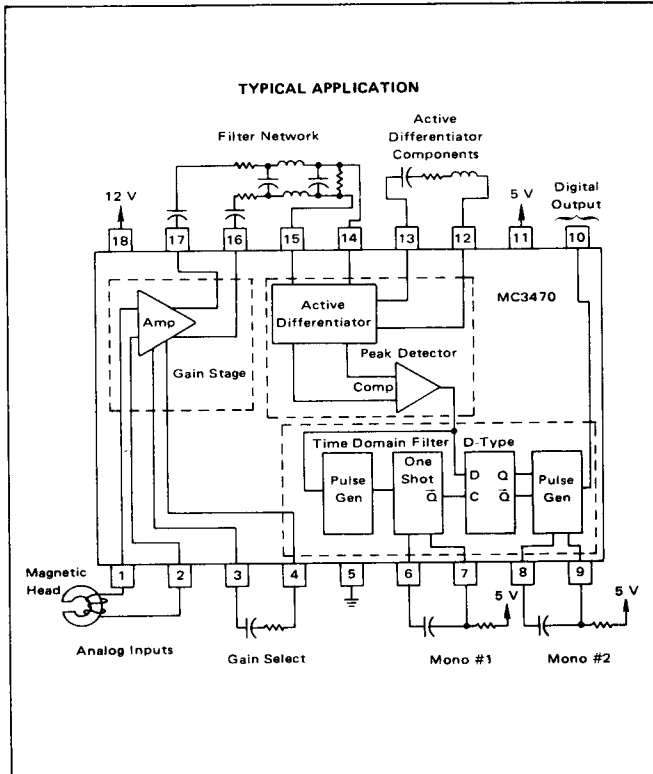 TYPICAL APPLICATION
Filter Network
Active
Differentiator
Components
12 V
5 V
Digital
Output
18
17
16
15
14
13
12
11
10
MC3470
Amp
Gain Stage
Active
Differentiator
Peak Detector
Comp
Time Domain Filter
D-Type
Pulse
Gen
One
Shot
Q̅
D
Q
C
Q̅
Pulse
Gen
Magnetic
Head
1
2
3
4
5
6
7
8
9
5 V
5 V
Analog Inputs
Gain Select
Mono #1
Mono #2